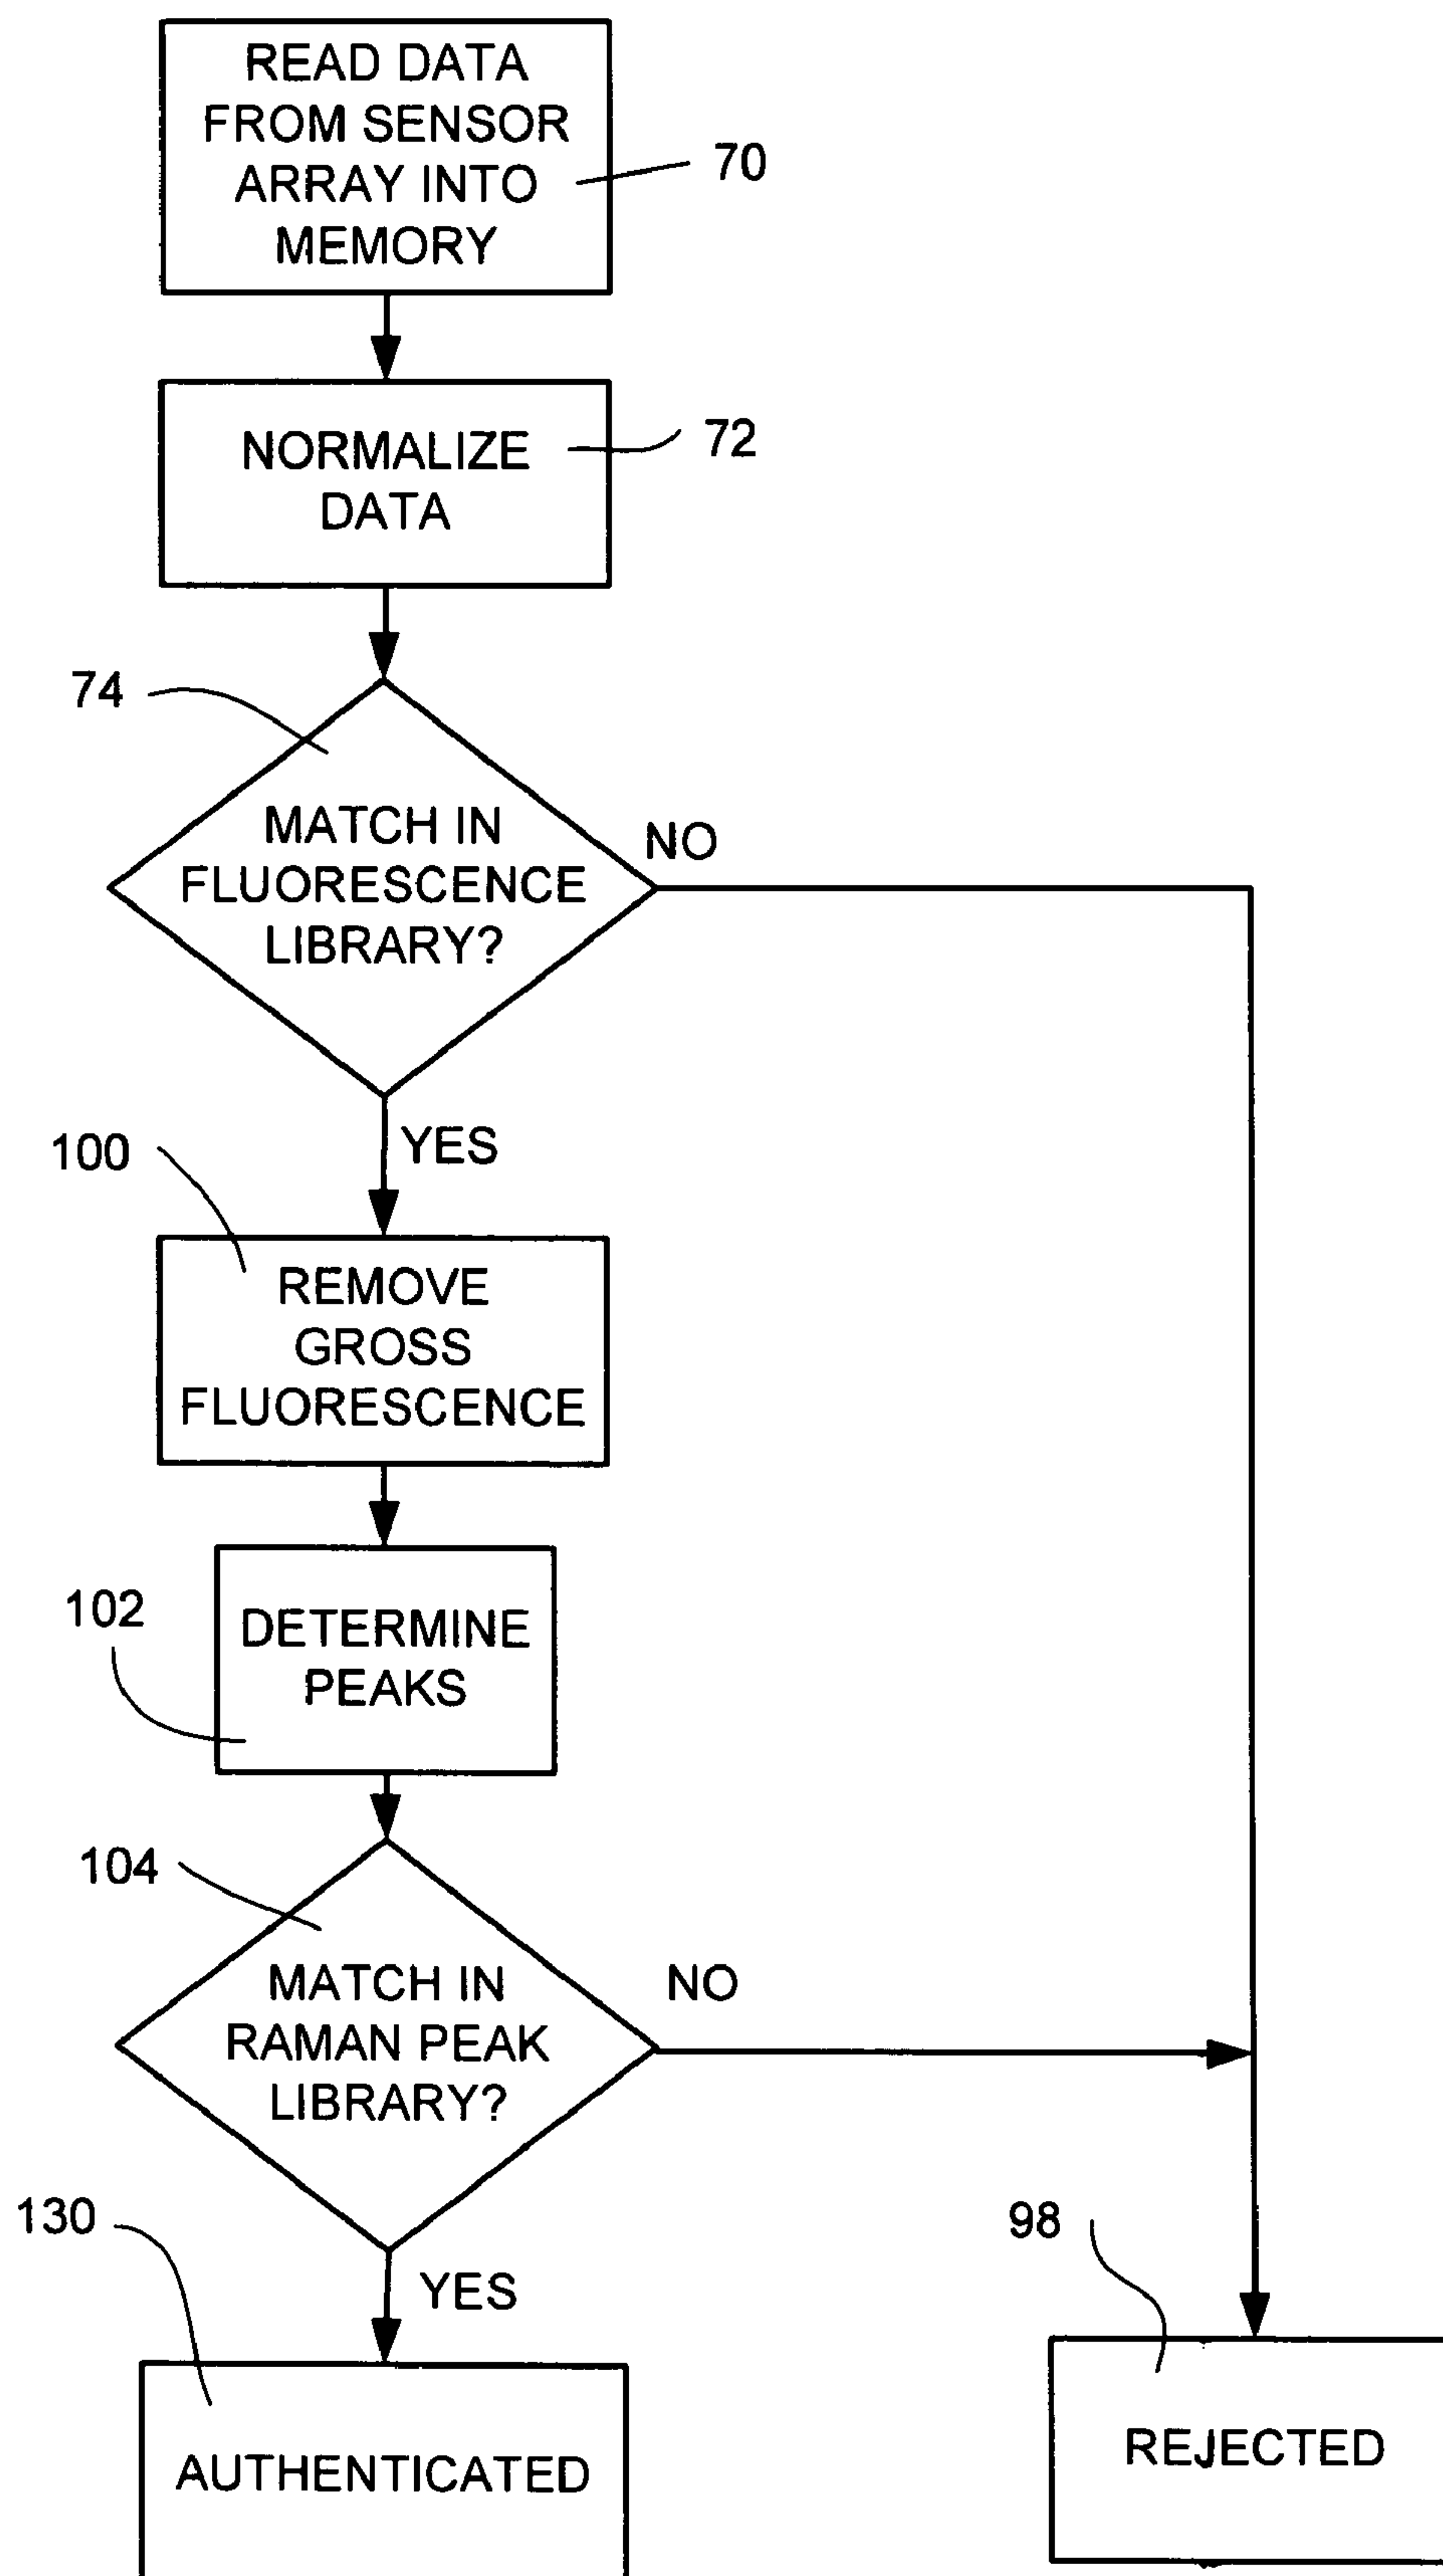 READ DATA
FROM SENSOR
ARRAY INTO
MEMORY
70
NORMALIZE
DATA
72
74
MATCH IN
FLUORESCENCE
LIBRARY?
NO
YES
100
REMOVE
GROSS
FLUORESCENCE
102
DETERMINE
PEAKS
104
MATCH IN
RAMAN PEAK
LIBRARY?
NO
130
YES
98
AUTHENTICATED
REJECTED